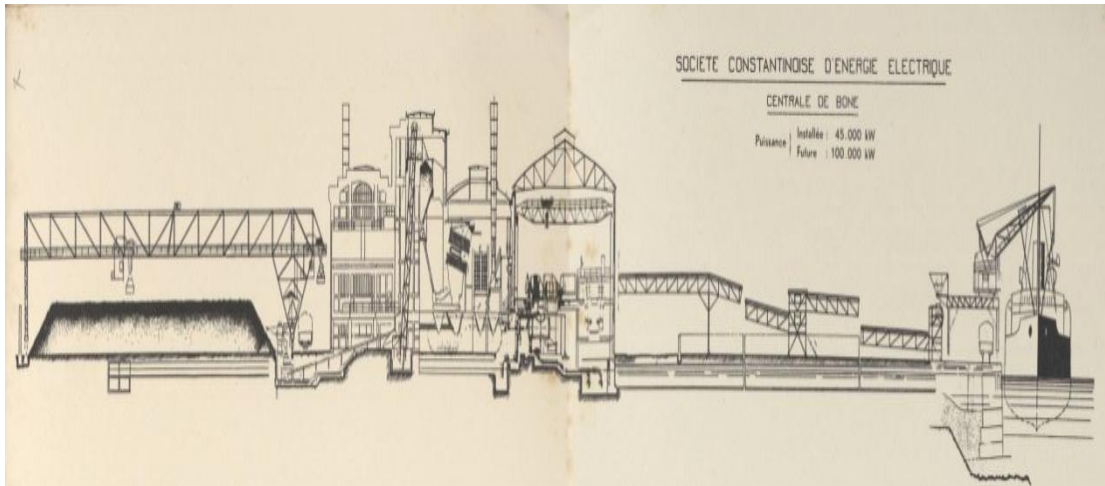 SOCIETE CONSTANTINOISE D'ENERGIE ELECTRIQUE
CENTRALE DE BONE
Puissance Installée : 45.000 kW
Future : 100.000 kW